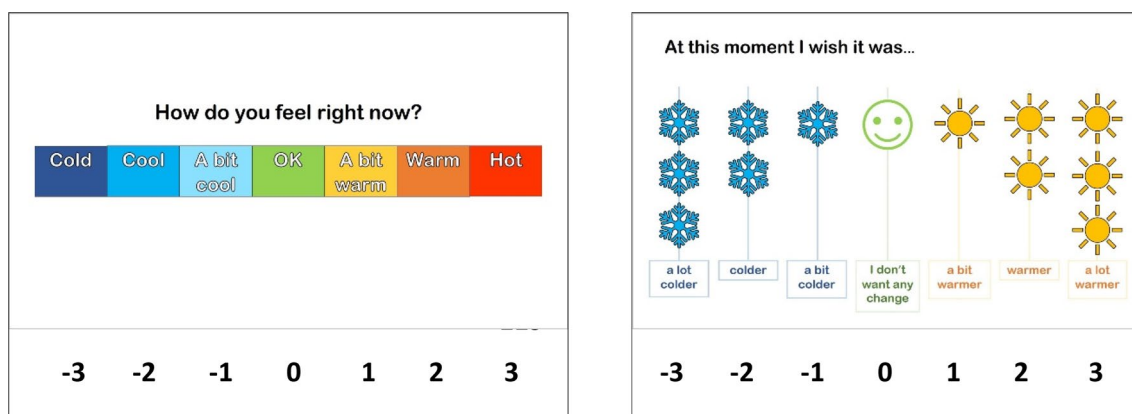 How do you feel right now?
Cold Cool A bit cool OK A bit warm Warm Hot
-3 -2 -1 0 1 2 3
At this moment I wish it was...
a lot colder colder a bit colder I don't want any change a bit warmer warmer a lot warmer
-3 -2 -1 0 1 2 3